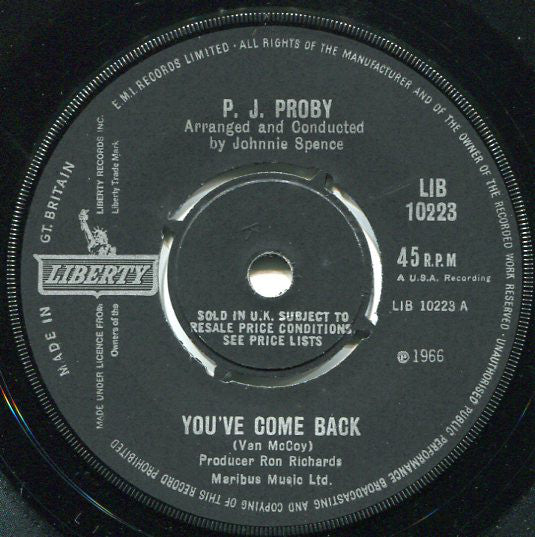 E.M.I. RECORDS LIMITED · ALL RIGHTS OF THE MANUFACTURER AND OF THE OWNER OF THE RECORDED WORK RESERVED · UNAUTHORISED PUBLIC PERFORMANCE BROADCASTING AND COPYING OF THIS RECORD PROHIBITED
MADE IN GT. BRITAIN
P. J. PROBY
Arranged and Conducted
by Johnnie Spence
LIBERTY RECORDS INC.
Liberty Trade Mark
LIBERTY
MADE UNDER LICENCE FROM
Owners of the
LIB
10223
45 R.P.M
A U.S.A. Recording
LIB 10223 A
℗ 1966
SOLD IN U.K. SUBJECT TO
RESALE PRICE CONDITIONS
SEE PRICE LISTS
YOU'VE COME BACK
(Van McCoy)
Producer Ron Richards
Maribus Music Ltd.